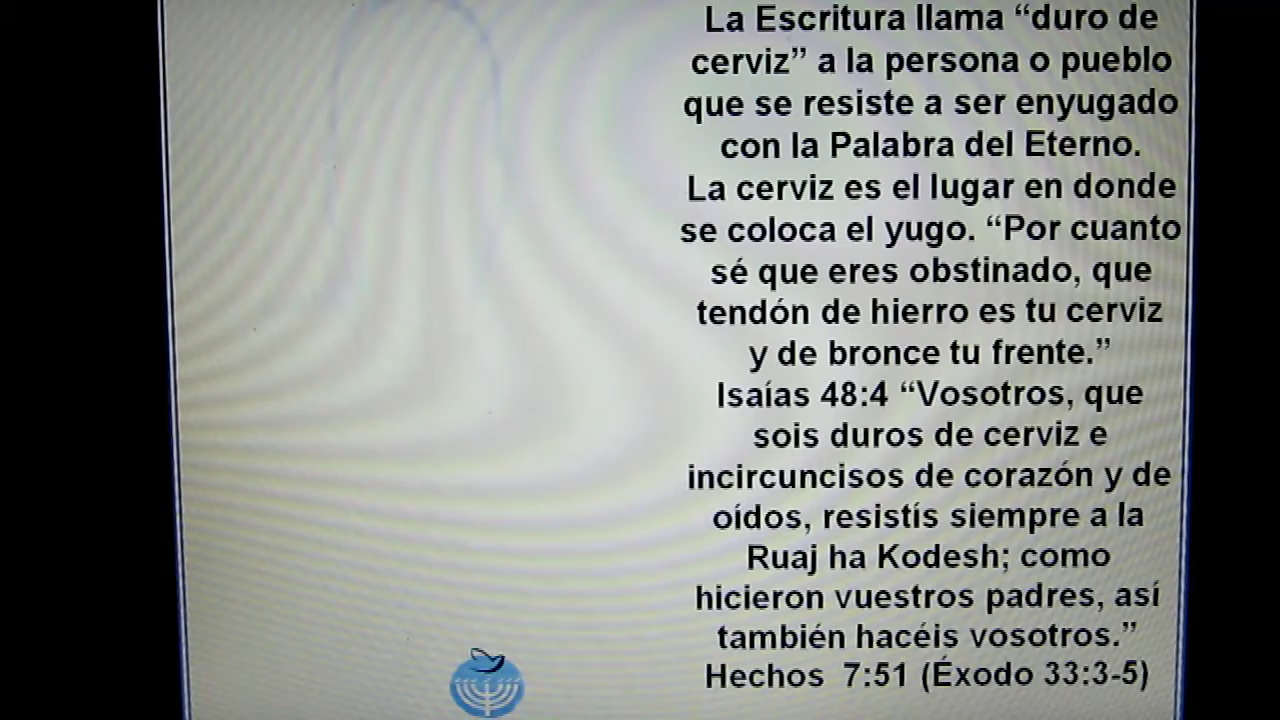 La Escritura llama “duro de
cerviz” a la persona o pueblo
que se resiste a ser enyugado
con la Palabra del Eterno.
La cerviz es el lugar en donde
se coloca el yugo. “Por cuanto
sé que eres obstinado, que
tendón de hierro es tu cerviz
y de bronce tu frente.”
Isaías 48:4 “Vosotros, que
sois duros de cerviz e
incircuncisos de corazón y de
oídos, resistís siempre a la
Ruaj ha Kodesh; como
hicieron vuestros padres, así
también hacéis vosotros.”
Hechos 7:51 (Éxodo 33:3-5)